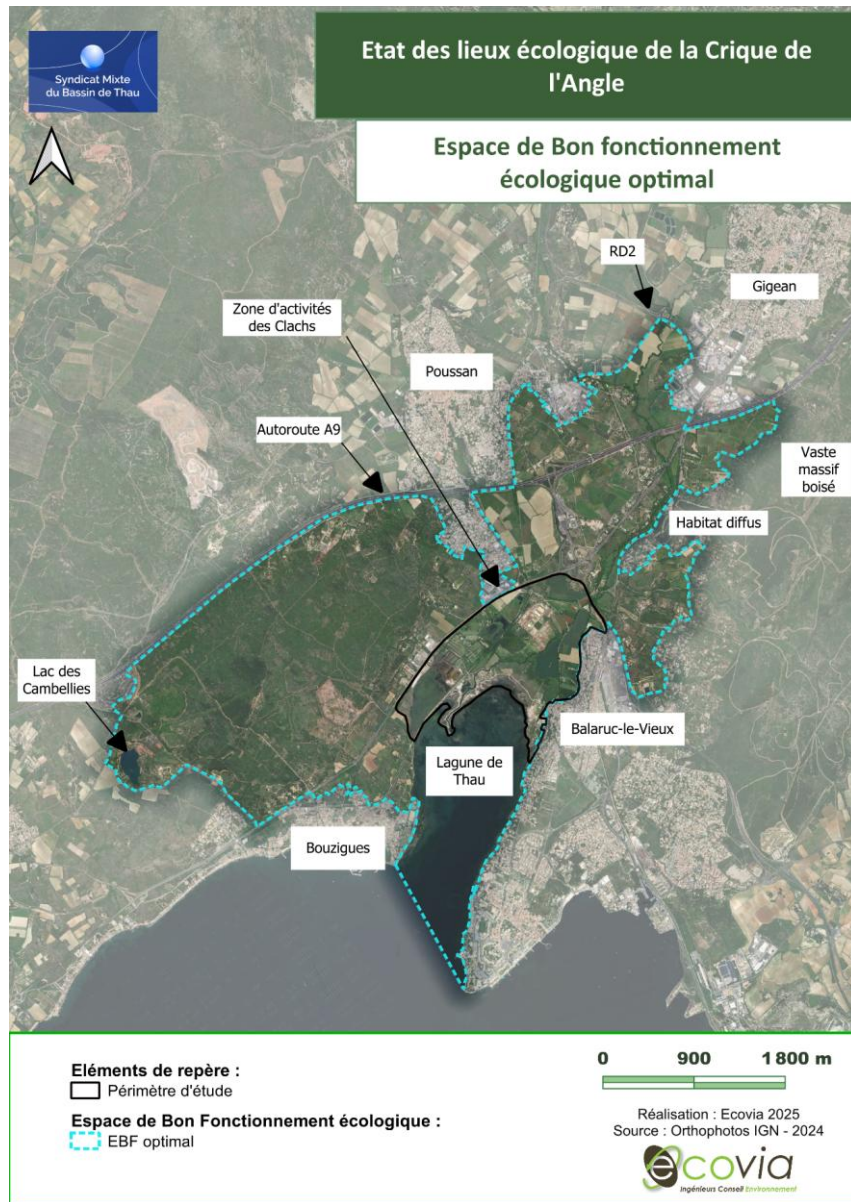 Syndicat Mixte
du Bassin de Thau
Etat des lieux écologique de la Crique de
l'Angle
Espace de Bon fonctionnement
écologique optimal
RD2
Gigean
Zone d'activités
des Clachs
Poussan
Autoroute A9
Vaste
massif
boisé
Habitat diffus
Lac des
Cambellies
Balaruc-le-Vieux
Lagune de
Thau
Bouzigues
Eléments de repère :
Périmètre d'étude
Espace de Bon Fonctionnement écologique :
EBF optimal
0 900 1 800 m
Réalisation : Ecovia 2025
Source : Orthophotos IGN - 2024
ecovia
Ingénieurs Conseil Environnement